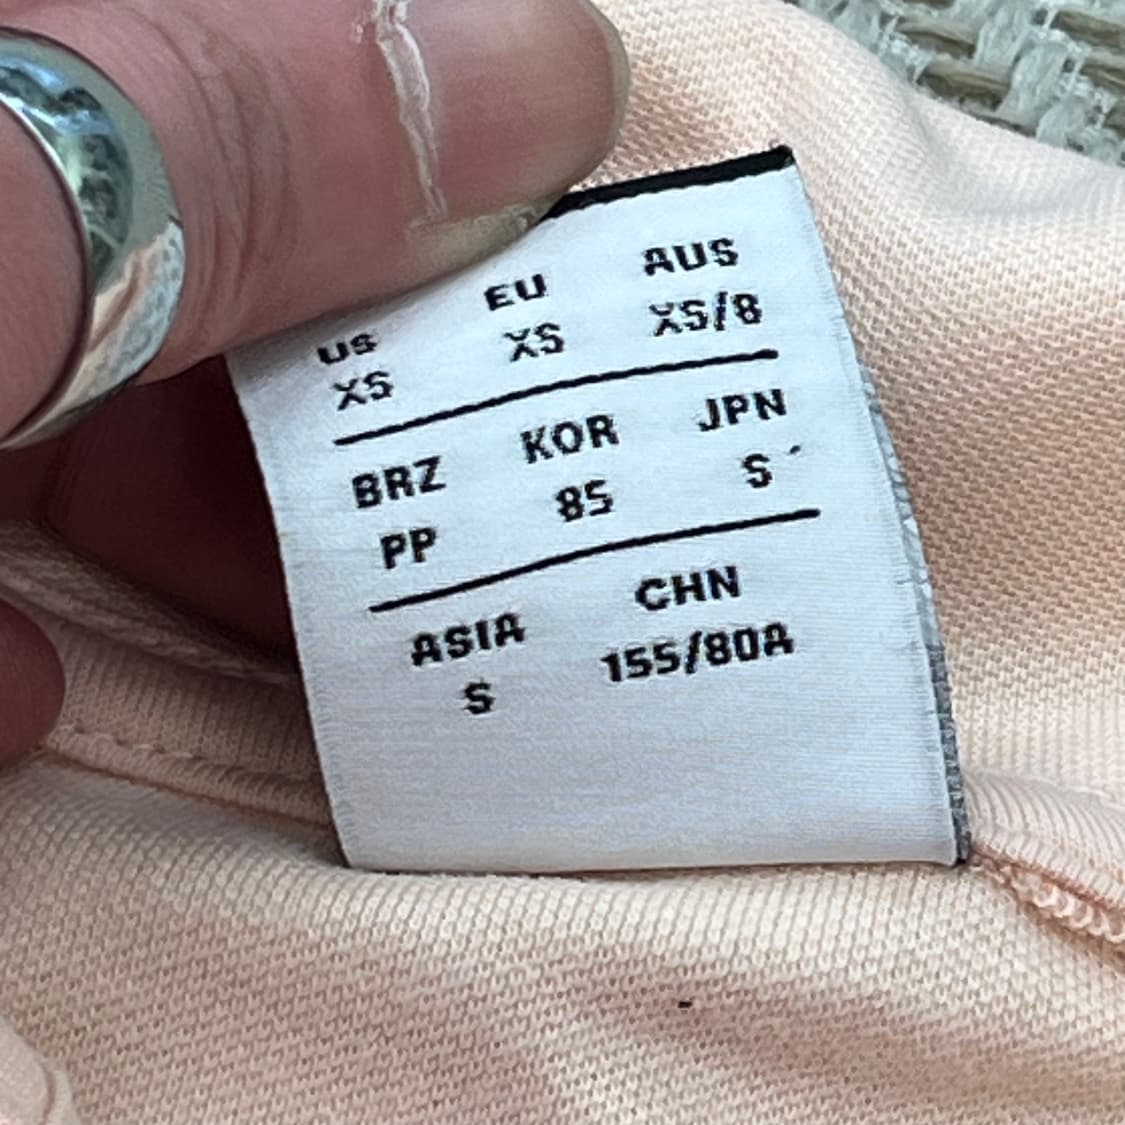 US EU AUS
XS XS XS/8
BRZ KOR JPN
PP 85 S
ASIA CHN
S 155/80A